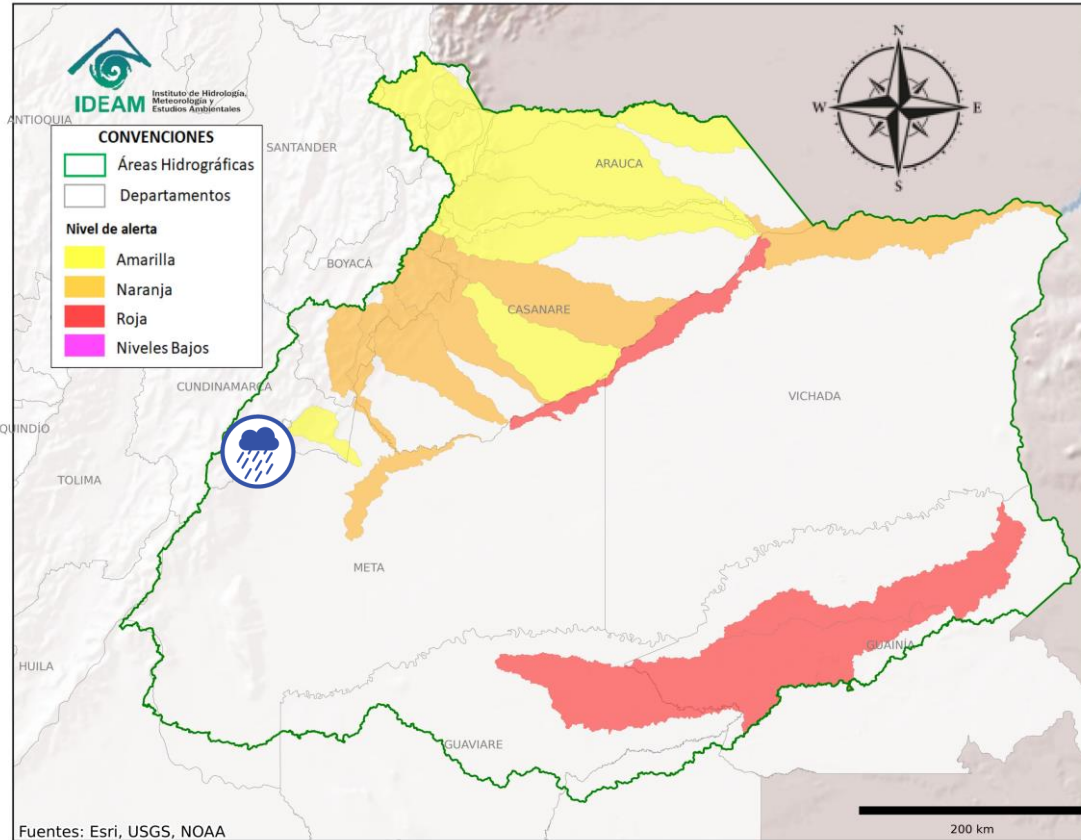 IDEAM
Instituto de Hidrología,
Meteorología y
Estudios Ambientales
CONVENCIONES
Áreas Hidrográficas
Departamentos
Nivel de alerta
Amarilla
Naranja
Roja
Niveles Bajos
N
W
E
S
ANTIOQUIA
SANTANDER
ARAUCA
BOYACÁ
CASANARE
CUNDINAMARCA
VICHADA
QUINDÍO
TOLIMA
META
HUILA
GUAINÍA
GUAVIARE
Fuentes: Esri, USGS, NOAA
200 km